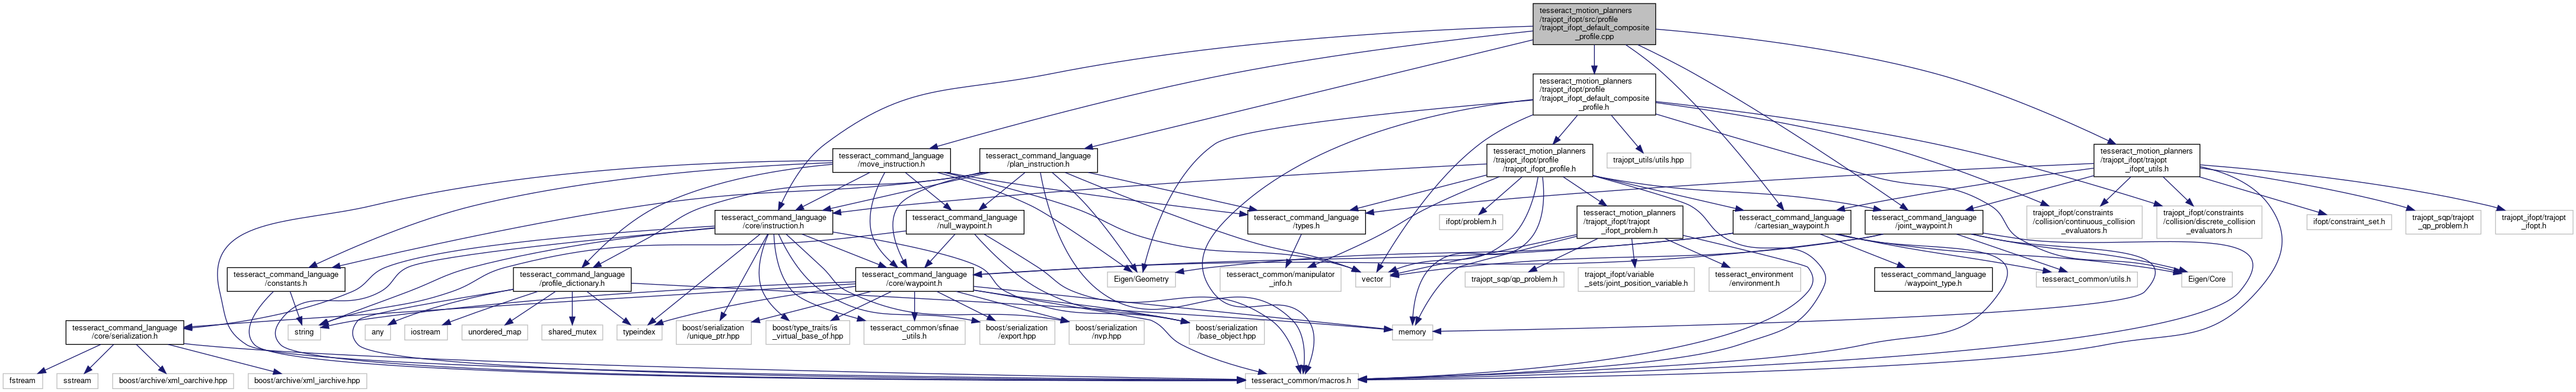 tesseract_motion_planners
/trajopt_ifopt/src/profile
/trajopt_ifopt_default_composite
_profile.cpp
tesseract_motion_planners
/trajopt_ifopt/profile
/trajopt_ifopt_default_composite
_profile.h
tesseract_command_language
/move_instruction.h
tesseract_command_language
/plan_instruction.h
tesseract_motion_planners
/trajopt_ifopt/profile
/trajopt_ifopt_profile.h
trajopt_utils/utils.hpp
tesseract_motion_planners
/trajopt_ifopt/trajopt
_ifopt_utils.h
tesseract_command_language
/core/instruction.h
tesseract_command_language
/null_waypoint.h
tesseract_command_language
/types.h
ifopt/problem.h
tesseract_motion_planners
/trajopt_ifopt/trajopt
_ifopt_problem.h
tesseract_command_language
/cartesian_waypoint.h
tesseract_command_language
/joint_waypoint.h
trajopt_ifopt/constraints
/collision/continuous_collision
_evaluators.h
trajopt_ifopt/constraints
/collision/discrete_collision
_evaluators.h
ifopt/constraint_set.h
trajopt_sqp/trajopt
_qp_problem.h
trajopt_ifopt/trajopt
_ifopt.h
tesseract_command_language
/constants.h
tesseract_command_language
/profile_dictionary.h
tesseract_command_language
/core/waypoint.h
Eigen/Geometry
tesseract_common/manipulator
_info.h
vector
trajopt_sqp/qp_problem.h
trajopt_ifopt/variable
_sets/joint_position_variable.h
tesseract_environment
/environment.h
tesseract_command_language
/waypoint_type.h
tesseract_common/utils.h
Eigen/Core
tesseract_command_language
/core/serialization.h
string
any
iostream
unordered_map
shared_mutex
typeindex
boost/serialization
/unique_ptr.hpp
boost/type_traits/is
_virtual_base_of.hpp
tesseract_common/sfinae
_utils.h
boost/serialization
/export.hpp
boost/serialization
/nvp.hpp
boost/serialization
/base_object.hpp
memory
fstream
sstream
boost/archive/xml_oarchive.hpp
boost/archive/xml_iarchive.hpp
tesseract_common/macros.h